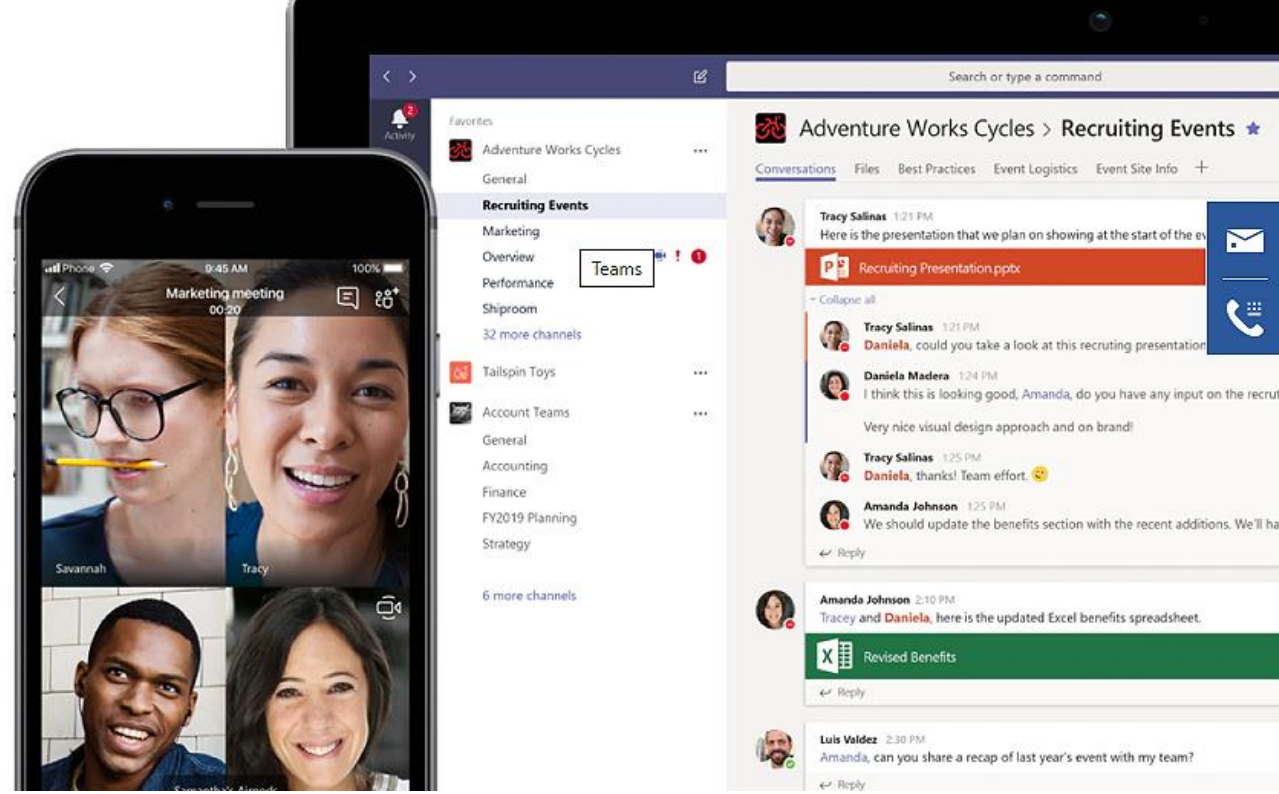 Search or type a command
2
Activity
Favorites
Adventure Works Cycles
General
Recruiting Events
Marketing
Overview
1
Performance
Shiproom
32 more channels
Tailspin Toys
Account Teams
General
Accounting
Finance
FY2019 Planning
Strategy
6 more channels
Teams
Adventure Works Cycles > Recruiting Events
Conversations Files Best Practices Event Logistics Event Site Info +
Tracy Salinas 1:21 PM
Here is the presentation that we plan on showing at the start of the
Recruiting Presentation.pptx
Collapse all
Tracy Salinas 1:21 PM
Daniela, could you take a look at this recruting presentation
Daniela Madera 1:24 PM
I think this is looking good, Amanda, do you have any input on the
Very nice visual design approach and on brand!
Tracy Salinas 1:25 PM
Daniela, thanks! Team effort.
Amanda Johnson 1:25 PM
We should update the benefits section with the recent additions. We'll
Reply
Amanda Johnson 2:10 PM
Tracey and Daniela, here is the updated Excel benefits spreadsheet.
Revised Benefits
Reply
Luis Valdez 2:30 PM
Amanda, can you share a recap of last year's event with my team?
Reply
Phone 9:45 AM 100%
Marketing meeting
00:20
Savannah
Tracy
Samantha's Airpods